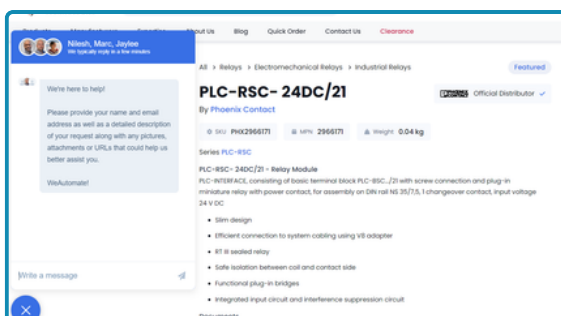 About Us Blog Quick Order Contact Us Clearance
Nilesh, Marc, Jaylee
We typically reply in a few minutes
We're here to help!
Please provide your name and email
address as well as a detailed description
of your request along with any pictures,
attachments or URLs that could help us
better assist you.
WeAutomate!
Write a message
All > Relays > Electromechanical Relays > Industrial Relays
Featured
PLC-RSC- 24DC/21
Official Distributor
By Phoenix Contact
SKU PHX2966171 MPN 2966171 Weight 0.04 kg
Series PLC-RSC
PLC-RSC- 24DC/21 - Relay Module
PLC-INTERFACE, consisting of basic terminal block PLC-BSC.../21 with screw connection and plug-in
miniature relay with power contact, for assembly on DIN rail NS 35/7,5, 1 changeover contact, input voltage
24 V DC
• Slim design
• Efficient connection to system cabling using V8 adapter
• RT III sealed relay
• Safe isolation between coil and contact side
• Functional plug-in bridges
• Integrated input circuit and interference suppression circuit